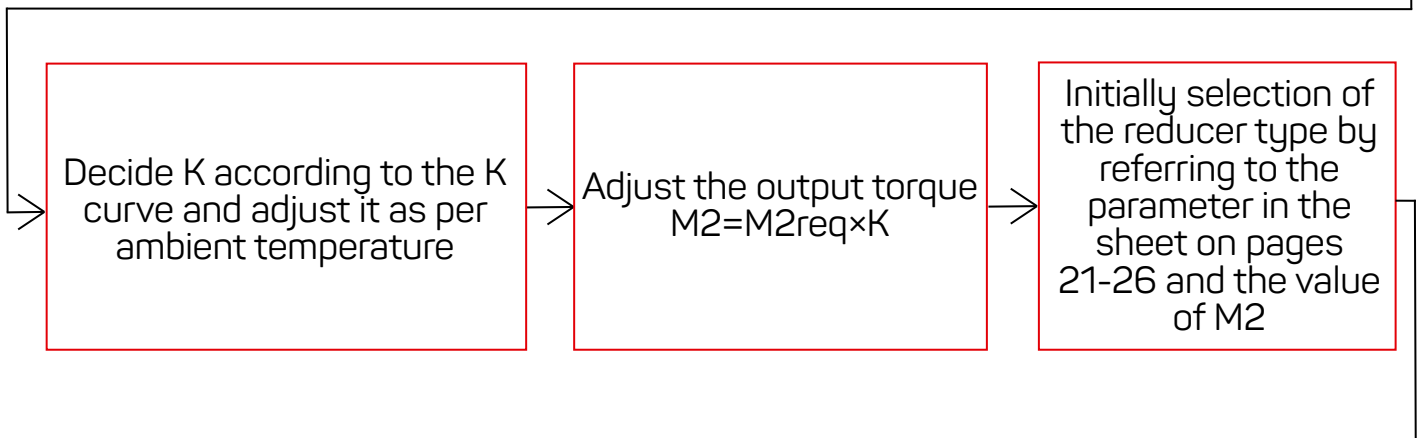 Decide K according to the K
curve and adjust it as per
ambient temperature
Adjust the output torque
M2=M2req×K
Initially selection of
the reducer type by
referring to the
parameter in the
sheet on pages
21-26 and the value
of M2